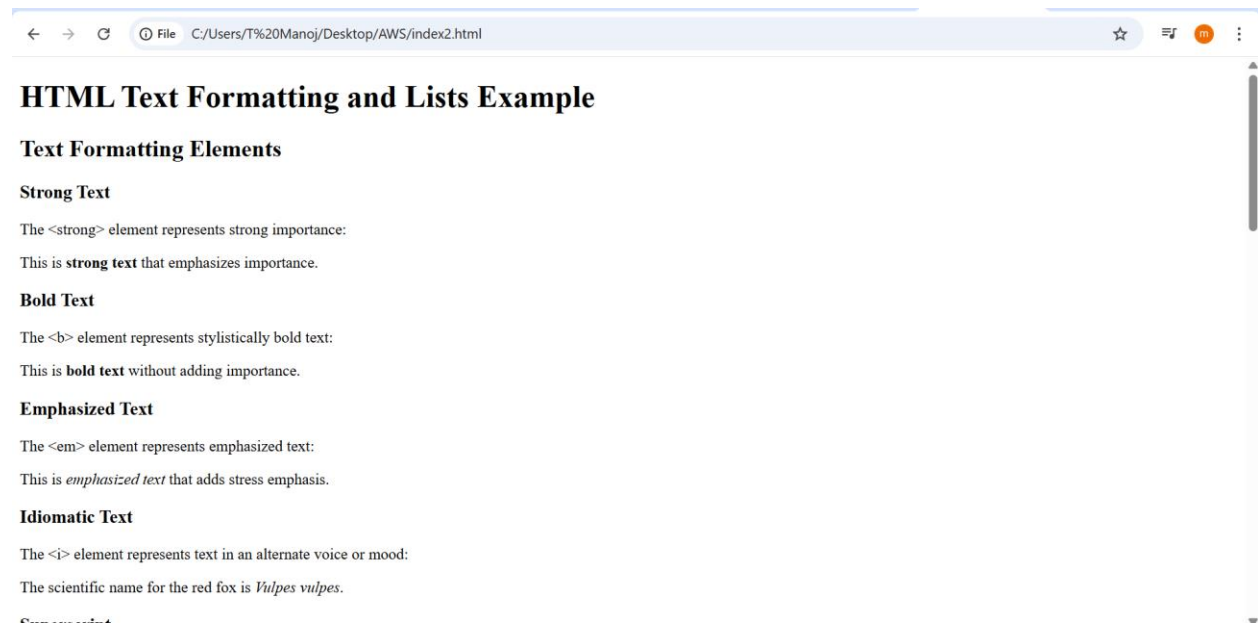 File C:/Users/T%20Manoj/Desktop/AWS/index2.html
m
HTML Text Formatting and Lists Example
Text Formatting Elements
Strong Text
The <strong> element represents strong importance:
This is strong text that emphasizes importance.
Bold Text
The <b> element represents stylistically bold text:
This is bold text without adding importance.
Emphasized Text
The <em> element represents emphasized text:
This is emphasized text that adds stress emphasis.
Idiomatic Text
The <i> element represents text in an alternate voice or mood:
The scientific name for the red fox is Vulpes vulpes.